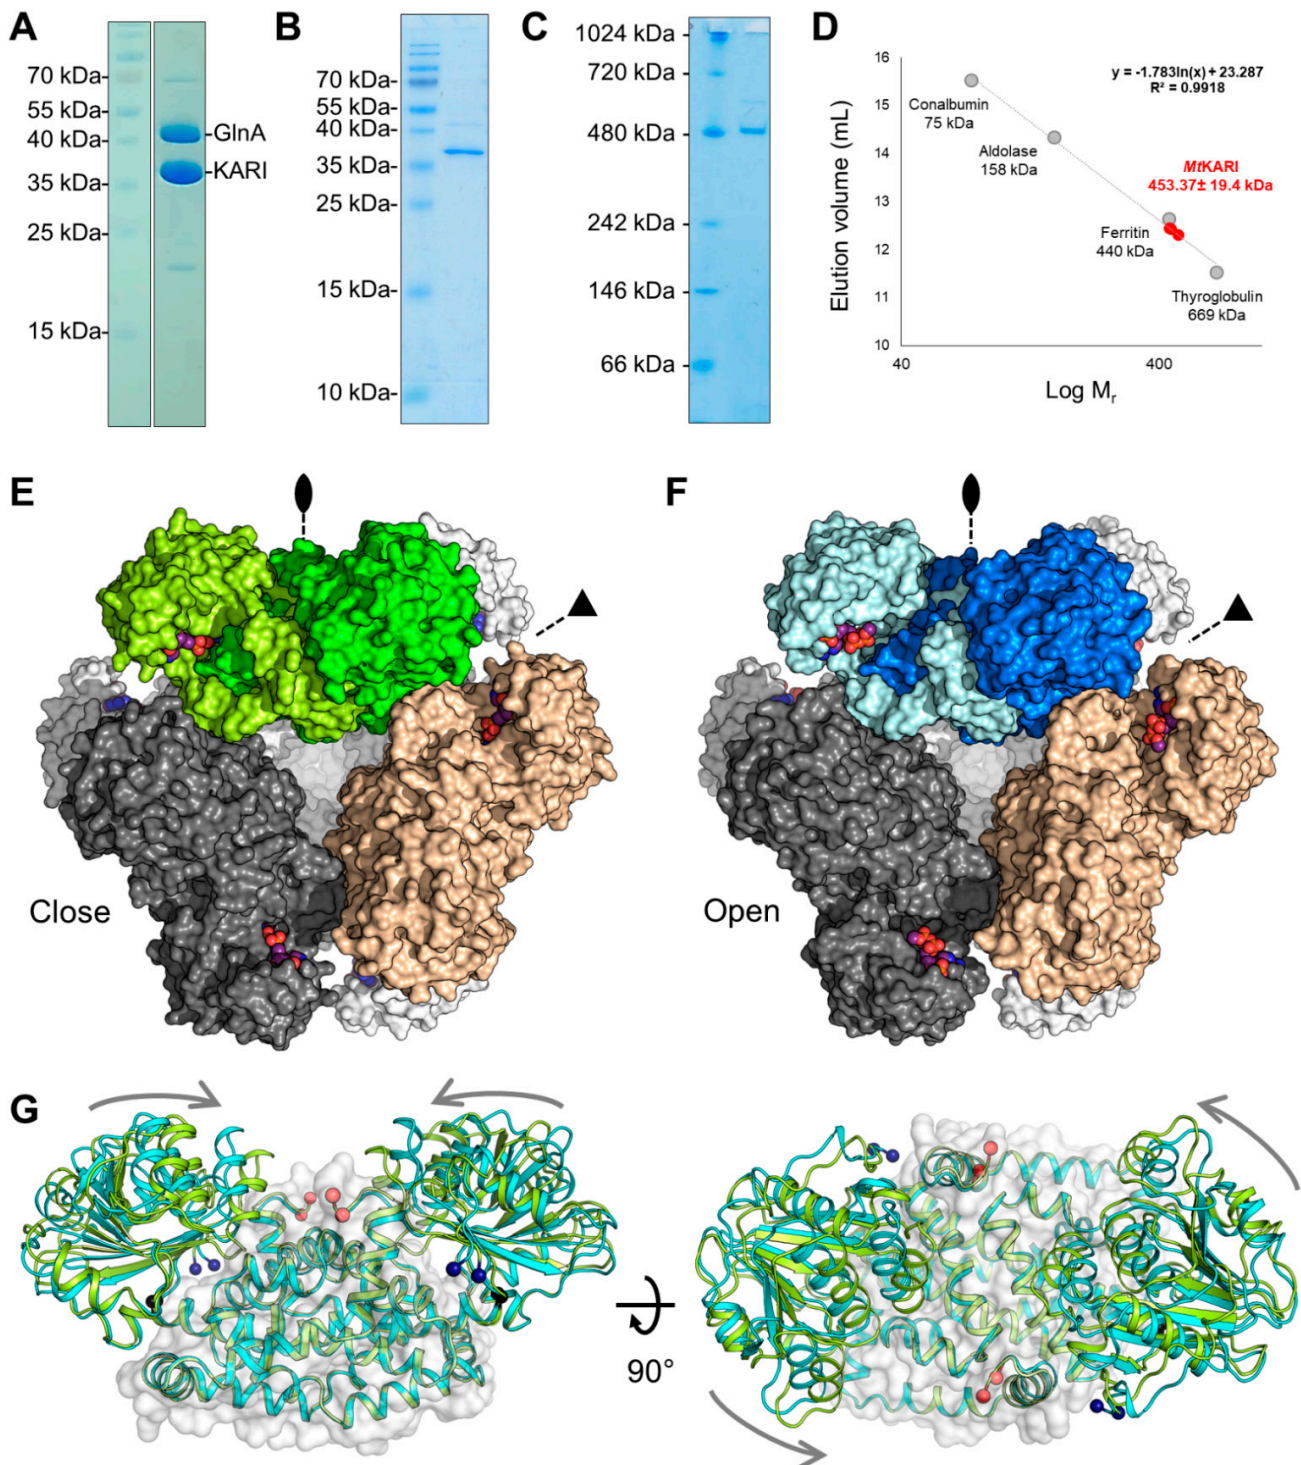 A
70 kDa-
55 kDa-
40 kDa-
35 kDa-
25 kDa-
15 kDa-
-GlnA
-KARI
B
70 kDa-
55 kDa-
40 kDa-
35 kDa-
25 kDa-
15 kDa-
10 kDa-
C
1024 kDa-
720 kDa-
480 kDa-
242 kDa-
146 kDa-
66 kDa-
D
16
15
14
13
12
11
10
Elution volume (mL)
y = -1.783ln(x) + 23.287
R² = 0.9918
Conalbumin
75 kDa
Aldolase
158 kDa
MtKARI
453.37± 19.4 kDa
Ferritin
440 kDa
Thyroglobulin
669 kDa
40
400
Log Mr
E
Close
F
Open
G
90°